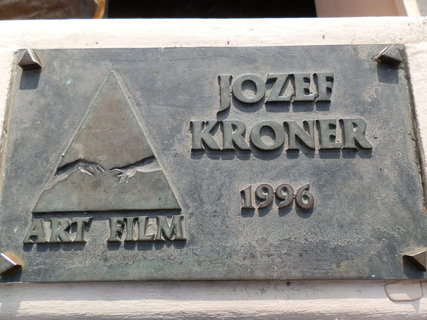 JOZEF
KRONER
1996
ART FILM